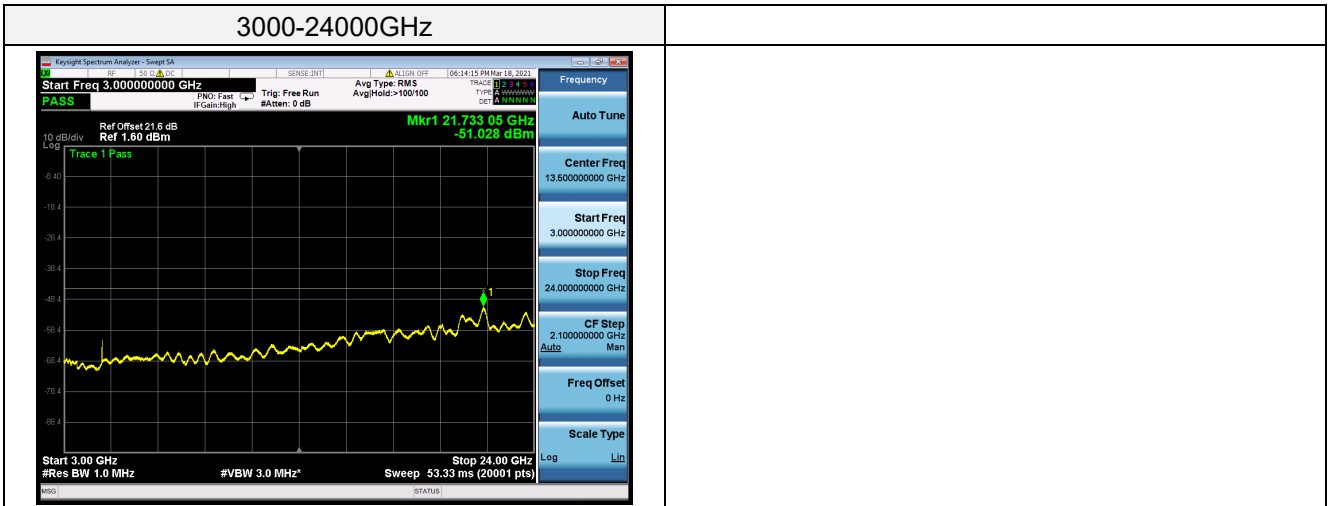 3000-24000GHz
Keysight Spectrum Analyzer - Swept SA
RF 50 Ω DC SENSE:INT ALIGN OFF 06:14:15 PM Mar 18, 2021
Start Freq 3.000000000 GHz
PASS
PNO: Fast
IFGain:High
Trig: Free Run
#Atten: 0 dB
Avg Type: RMS
Avg|Hold:>100/100
TRACE 1 2 3 4 5 6
TYPE A WWWWW
DET A N N N N N
Mkr1 21.733 05 GHz
-51.028 dBm
Ref Offset 21.6 dB
10 dB/div Ref 1.60 dBm
Log
Trace 1 Pass
-8.40
-18.4
-28.4
-38.4
-48.4
-58.4
-68.4
-78.4
-88.4
1
Start 3.00 GHz
Stop 24.00 GHz
#Res BW 1.0 MHz
#VBW 3.0 MHz*
Sweep 53.33 ms (20001 pts)
MSG
STATUS
Frequency
Auto Tune
Center Freq
13.500000000 GHz
Start Freq
3.000000000 GHz
Stop Freq
24.000000000 GHz
CF Step
2.100000000 GHz
Auto Man
Freq Offset
0 Hz
Scale Type
Log Lin